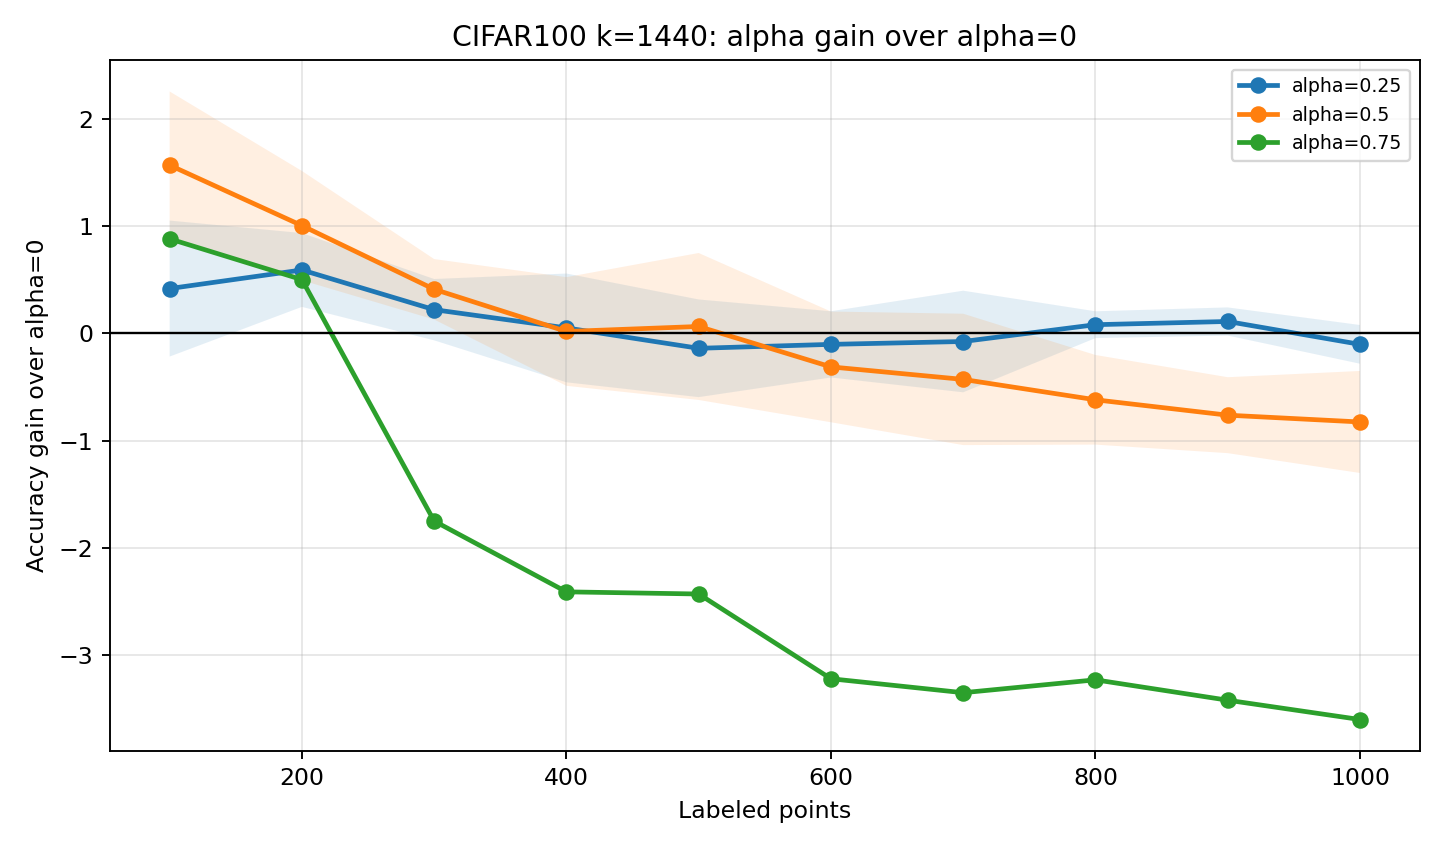 CIFAR100 k=1440: alpha gain over alpha=0
alpha=0.25
alpha=0.5
alpha=0.75
Accuracy gain over alpha=0
2
1
0
−1
−2
−3
200
400
600
800
1000
Labeled points